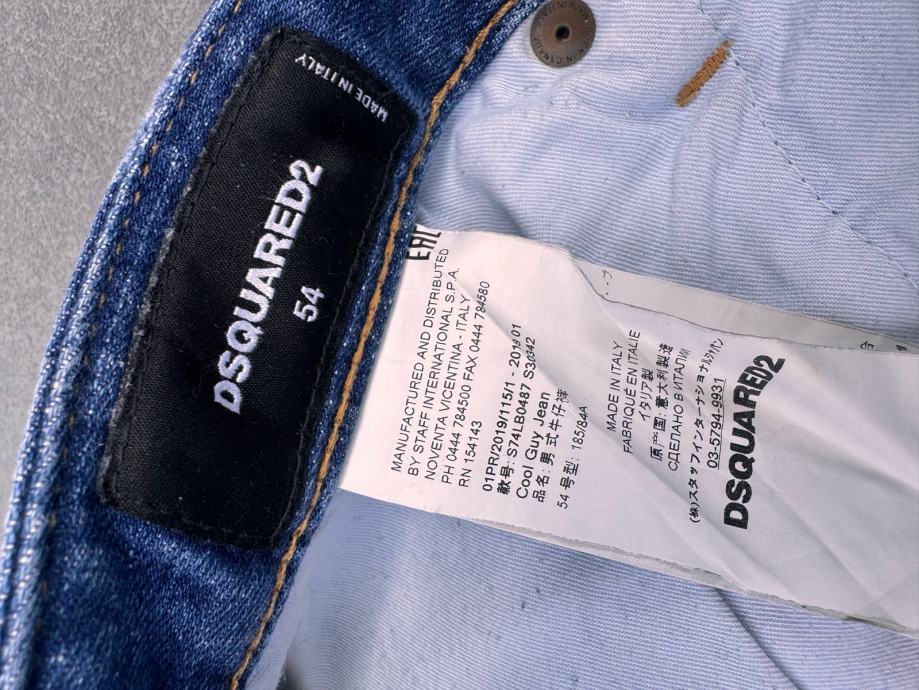 MADE IN ITALY
DSQUARED2
54
EAC
MANUFACTURED AND DISTRIBUTED
BY STAFF INTERNATIONAL S.P.A.
NOVENTA VICENTINA - ITALY
PH 0444 784500 FAX 0444 784580
RN 154143
01PRV2019/115/1 - 2019 01
款号: S74LB0487 S30342
Cool Guy Jean
品名: 男式牛仔裤
54 号型: 185/84A
MADE IN ITALY
FABRIQUÉ EN ITALIE
イタリア製
原产国: 意大利制造
СДЕЛАНО В ИТАЛИИ
(株)スタッフインターナショナルジャパン
03-5794-9931
DSQUARED2